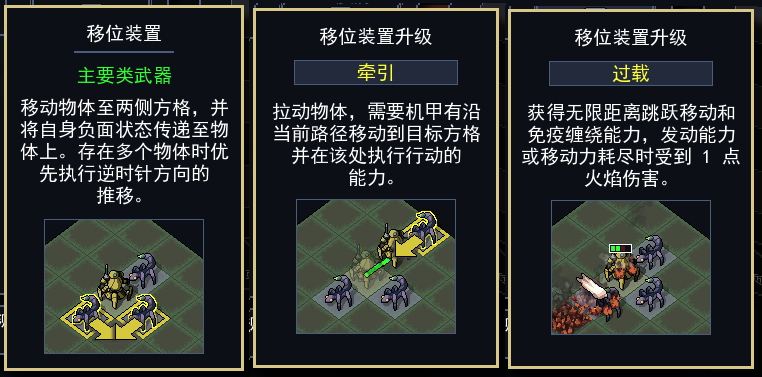 移位装置
主要类武器
移动物体至两侧方格，并
将自身负面状态传递至物
体上。存在多个物体时优
先执行逆时针方向的
推移。
移位装置升级
牵引
拉动物体，需要机甲有沿
当前路径移动到目标方格
并在该处执行行动的
能力。
移位装置升级
过载
获得无限距离跳跃移动和
免疫缠绕能力，发动能力
或移动力耗尽时受到 1 点
火焰伤害。